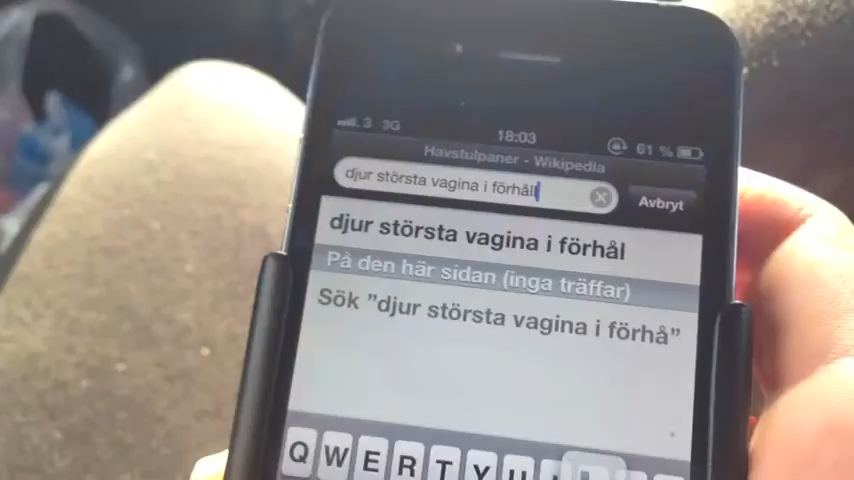 3 3G 18:03 61 %
Havstulpaner - Wikipedia
djur största vagina i förhål Avbryt
djur största vagina i förhål
På den här sidan (inga träffar)
Sök ”djur största vagina i förhå”
Q W E R T Y U